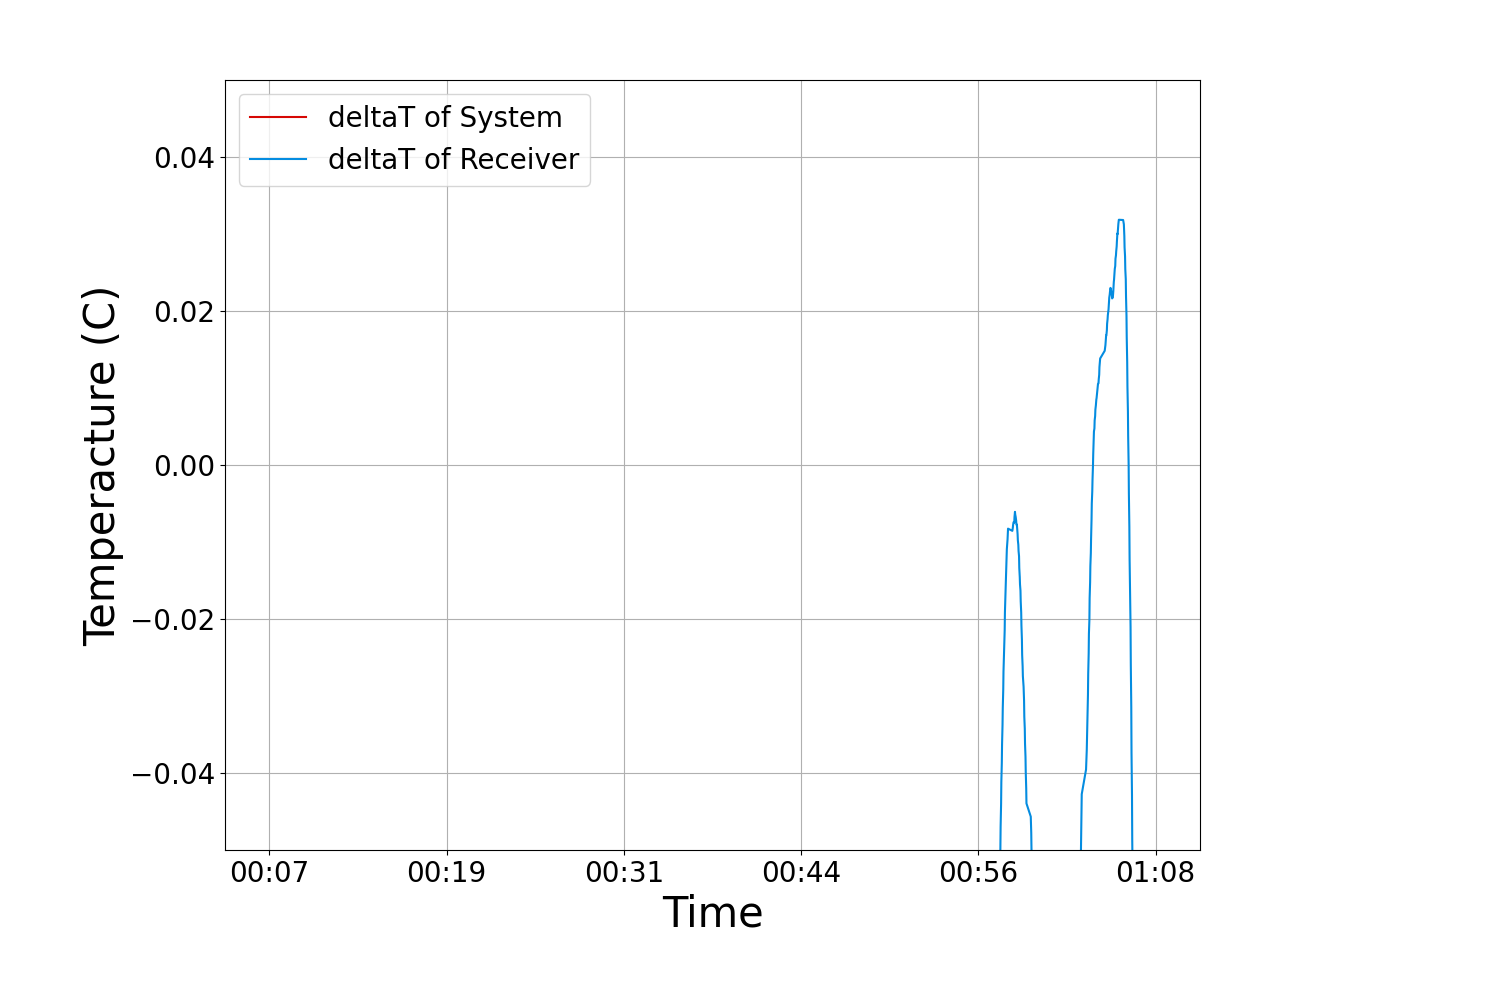 deltaT of System
deltaT of Receiver
0.04
0.02
0.00
−0.02
−0.04
Temperacture (C)
00:07 00:19 00:31 00:44 00:56 01:08
Time